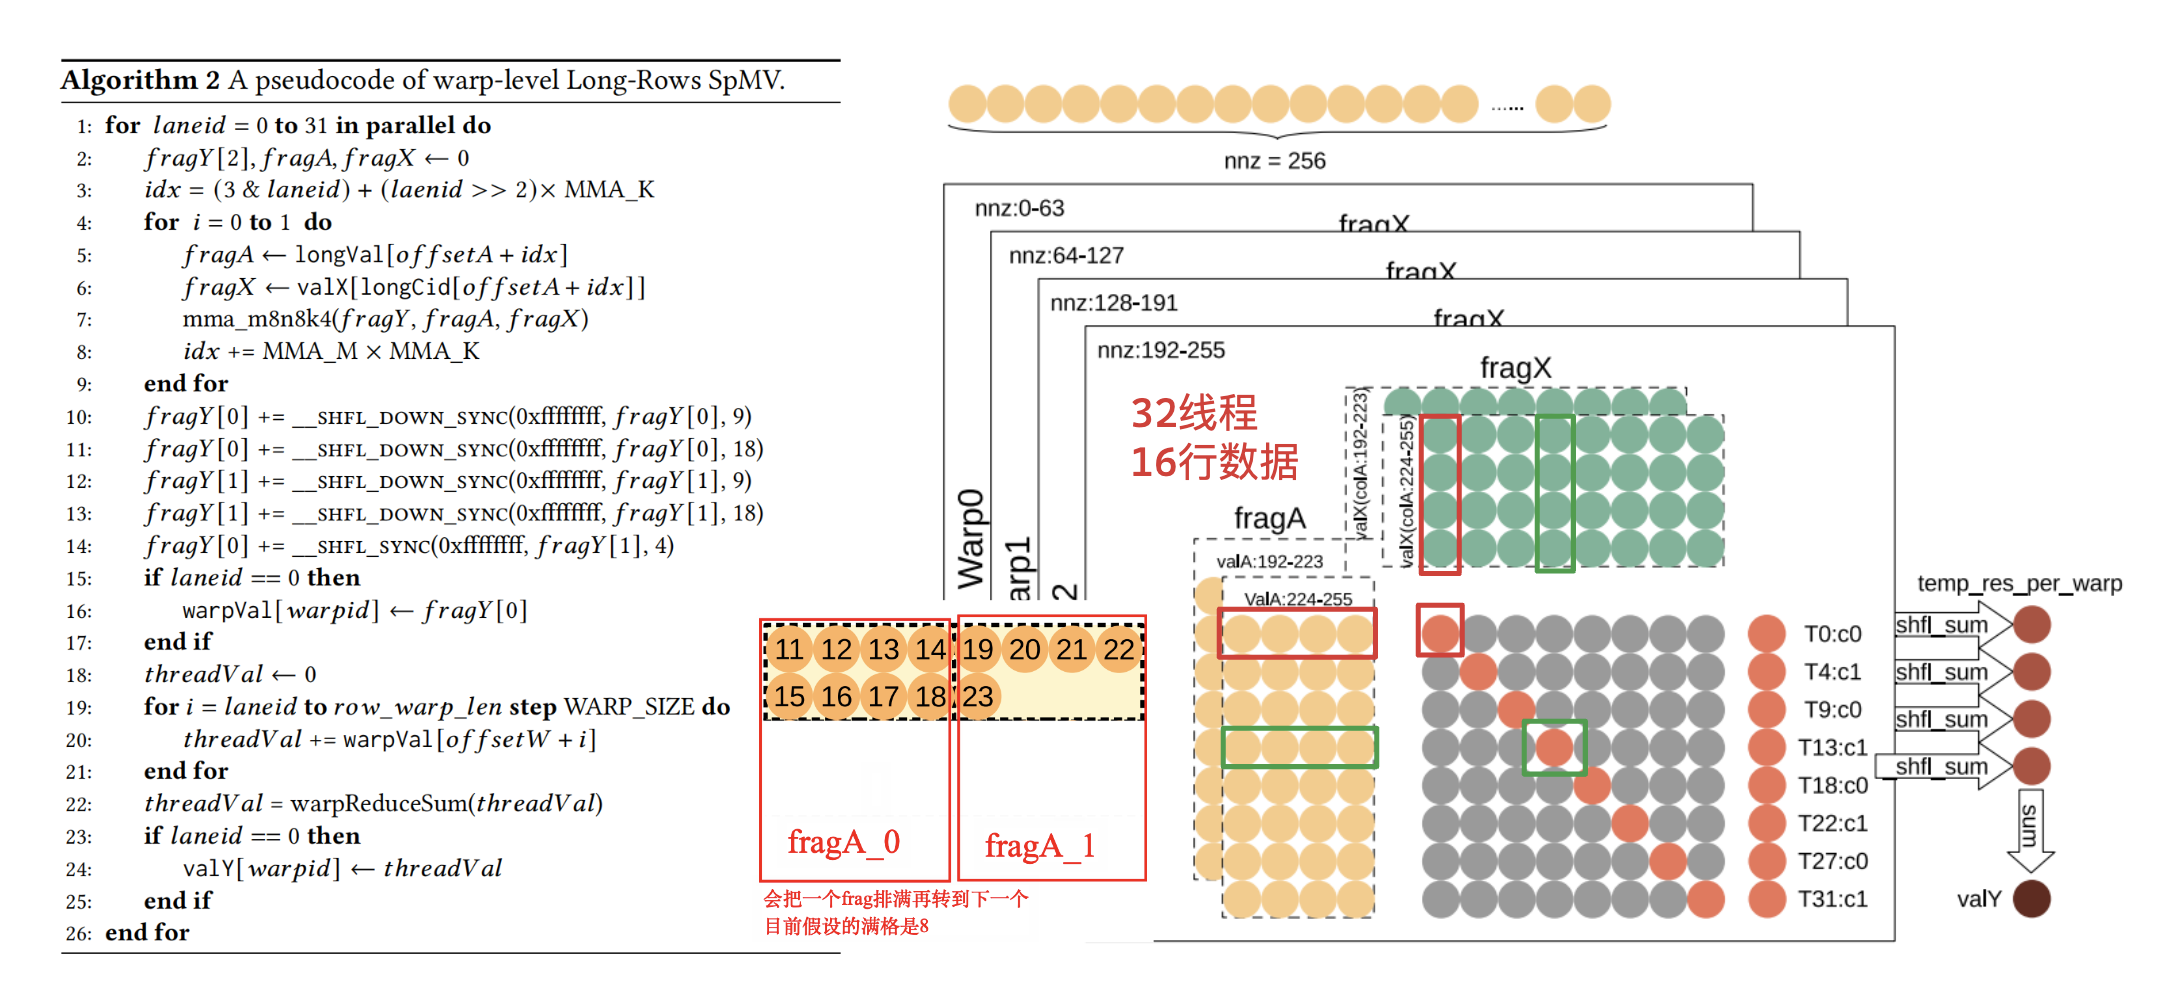 Algorithm 2 A pseudocode of warp-level Long-Rows SpMV.
1: for laneid = 0 to 31 in parallel do
2: fragY[2], fragA, fragX ← 0
3: idx = (3 & laneid) + (laenid >> 2)× MMA_K
4: for i = 0 to 1 do
5: fragA ← longVal[offsetA + idx]
6: fragX ← valX[longCid[offsetA + idx]]
7: mma_m8n8k4(fragY, fragA, fragX)
8: idx += MMA_M × MMA_K
9: end for
10: fragY[0] += __SHFL_DOWN_SYNC(0xffffffff, fragY[0], 9)
11: fragY[0] += __SHFL_DOWN_SYNC(0xffffffff, fragY[0], 18)
12: fragY[1] += __SHFL_DOWN_SYNC(0xffffffff, fragY[1], 9)
13: fragY[1] += __SHFL_DOWN_SYNC(0xffffffff, fragY[1], 18)
14: fragY[0] += __SHFL_SYNC(0xffffffff, fragY[1], 4)
15: if laneid == 0 then
16: warpVal[warpid] ← fragY[0]
17: end if
18: threadVal ← 0
19: for i = laneid to row_warp_len step WARP_SIZE do
20: threadVal += warpVal[offsetW + i]
21: end for
22: threadVal = warpReduceSum(threadVal)
23: if laneid == 0 then
24: valY[warpid] ← threadVal
25: end if
26: end for
......
nnz = 256
nnz:0-63
fragX
nnz:64-127
fragX
nnz:128-191
fragX
nnz:192-255
fragX
32线程
16行数据
valX(colA:192-223)
valX(colA:224-255)
Warp0
arp1
2
fragA
valA:192-223
ValA:224-255
11 12 13 14 19 20 21 22
15 16 17 18 23
fragA_0
fragA_1
会把一个frag排满再转到下一个
目前假设的满格是8
T0:c0
T4:c1
T9:c0
T13:c1
T18:c0
T22:c1
T27:c0
T31:c1
temp_res_per_warp
shfl_sum
shfl_sum
shfl_sum
shfl_sum
sum
valY